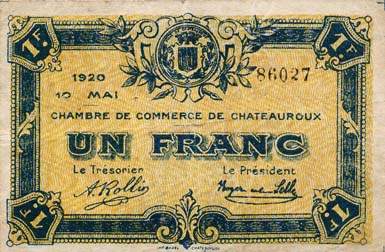 1F. 1F.
1920 86027
10 MAI
CHAMBRE DE COMMERCE DE CHATEAUROUX
UN FRANC
Le Trésorier Le Président
A. Rollin
1F. 1F.